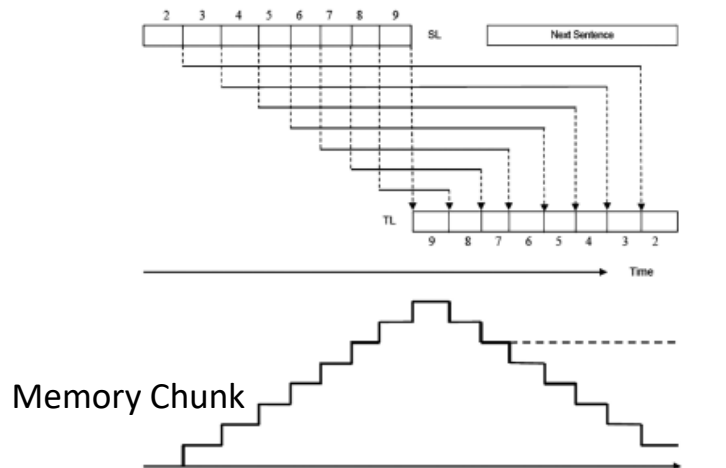 2 3 4 5 6 7 8 9
SL
Next Sentence
TL
9 8 7 6 5 4 3 2
Time
Memory Chunk